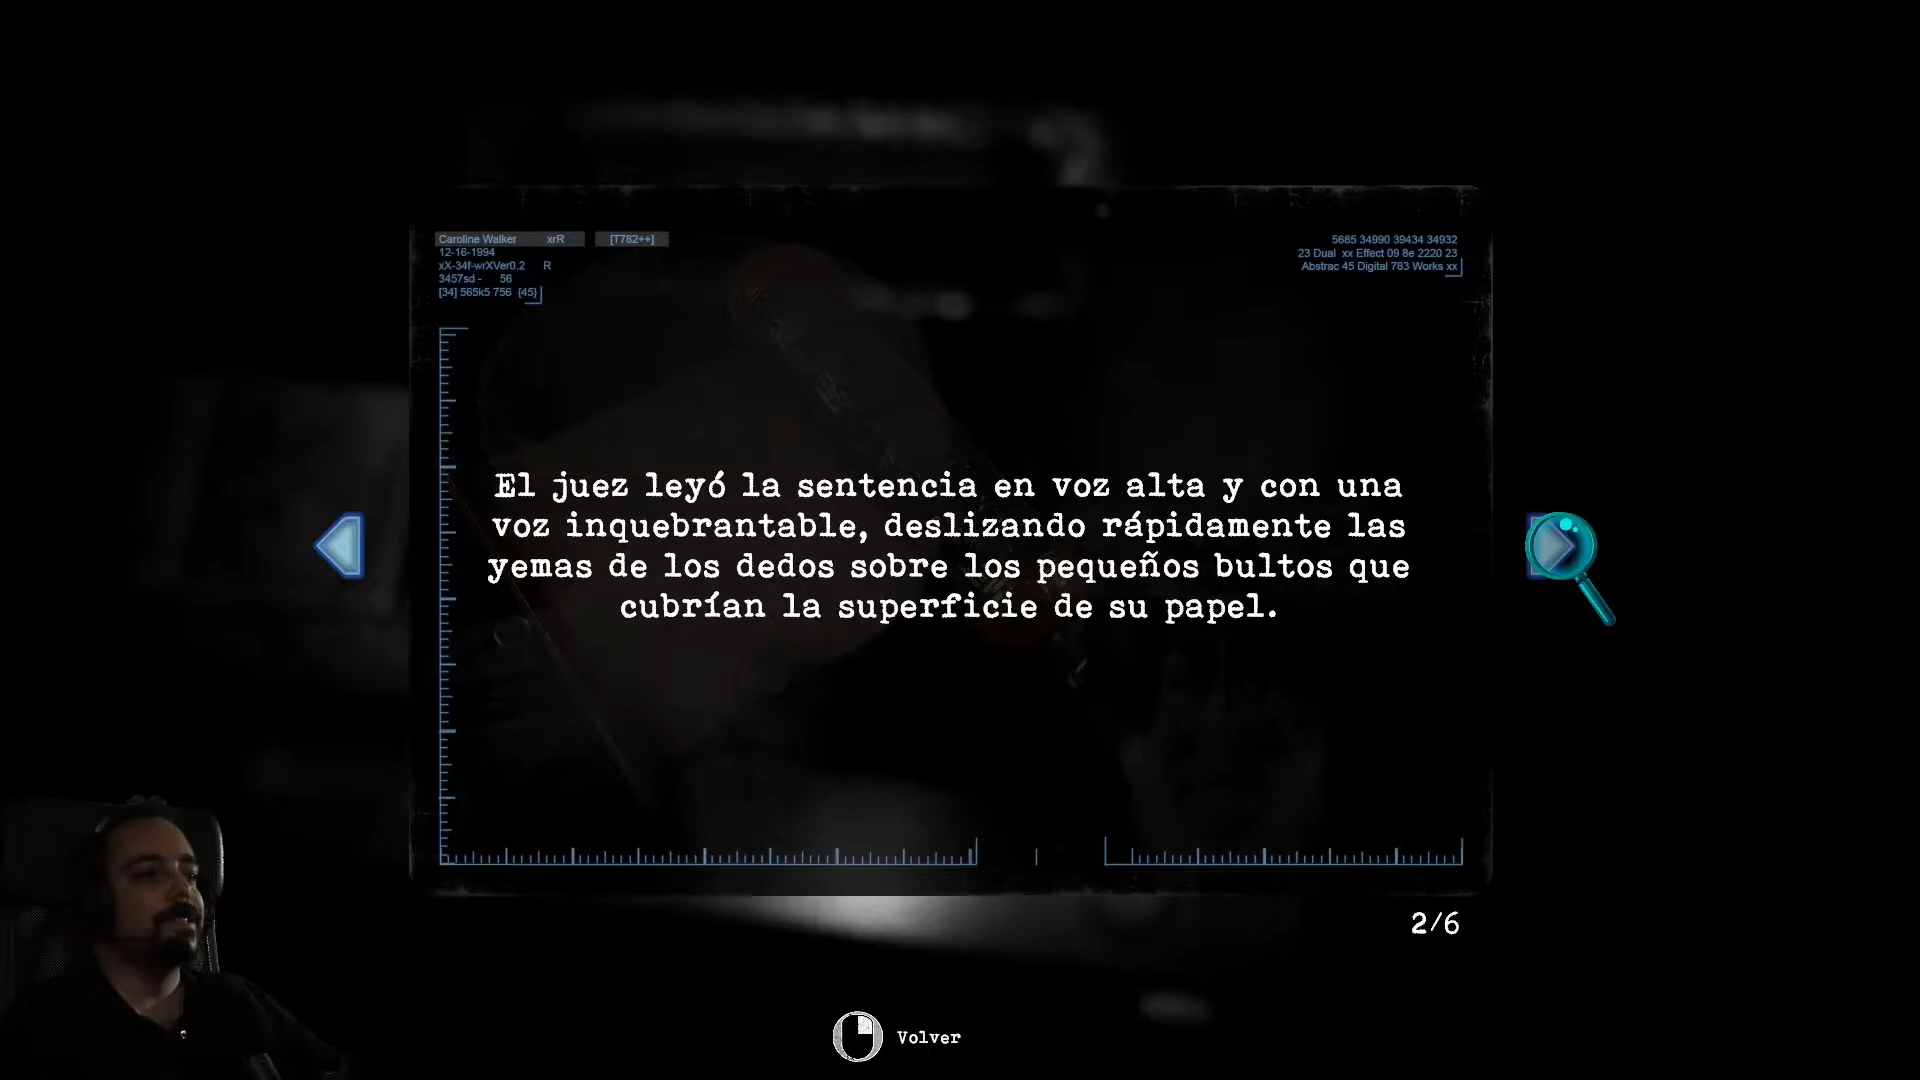 Caroline Walker xrR [T782++]
12-16-1994
xX-34f-wrXVer0.2 R
3457sd - 56
[34] 565k5 756 {45}
5685 34990 39434 34932
23 Dual xx Effect 09 8e 2220 23
Abstrac 45 Digital 783 Works xx
El juez leyó la sentencia en voz alta y con una
voz inquebrantable, deslizando rápidamente las
yemas de los dedos sobre los pequeños bultos que
cubrían la superficie de su papel.
2/6
Volver